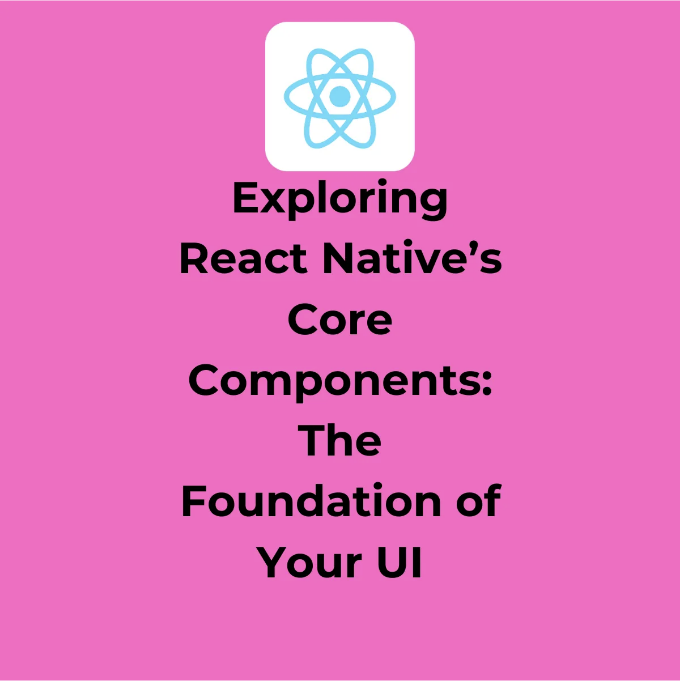 Exploring
React Native’s
Core
Components:
The
Foundation of
Your UI